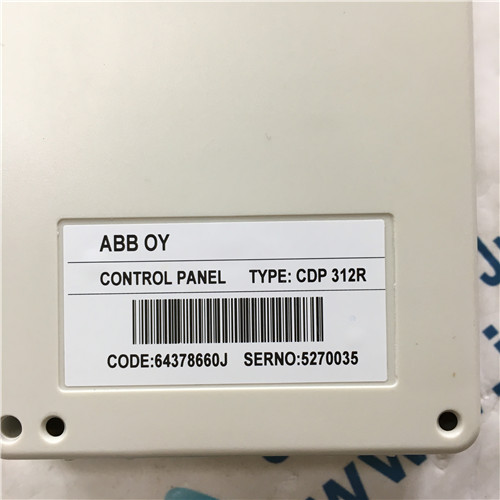 ABB OY
CONTROL PANEL TYPE: CDP 312R
CODE:64378660J SERNO:5270035